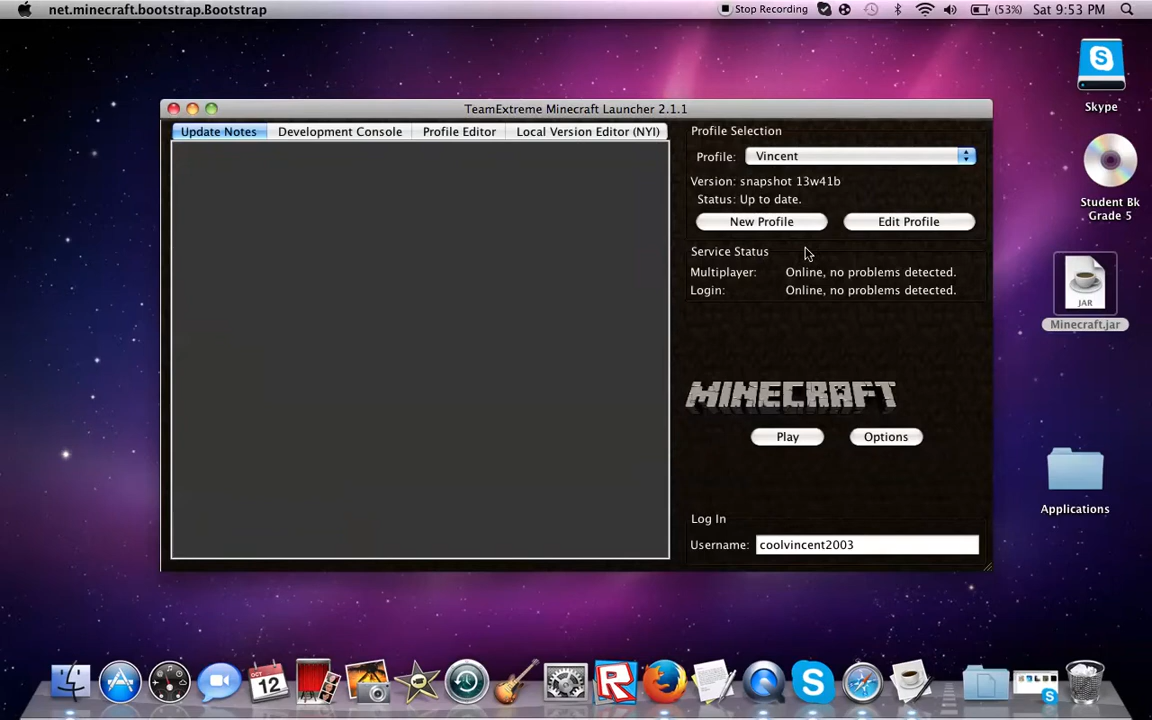 net.minecraft.bootstrap.Bootstrap
Stop Recording
(53%)
Sat 9:53 PM
TeamExtreme Minecraft Launcher 2.1.1
Update Notes
Development Console
Profile Editor
Local Version Editor (NYI)
Profile Selection
Profile: Vincent
Version: snapshot 13w41b
Status: Up to date.
New Profile
Edit Profile
Service Status
Multiplayer: Online, no problems detected.
Login: Online, no problems detected.
MINECRAFT
Play
Options
Log In
Username: coolvincent2003
Skype
Student Bk
Grade 5
JAR
Minecraft.jar
Applications
OCT
12